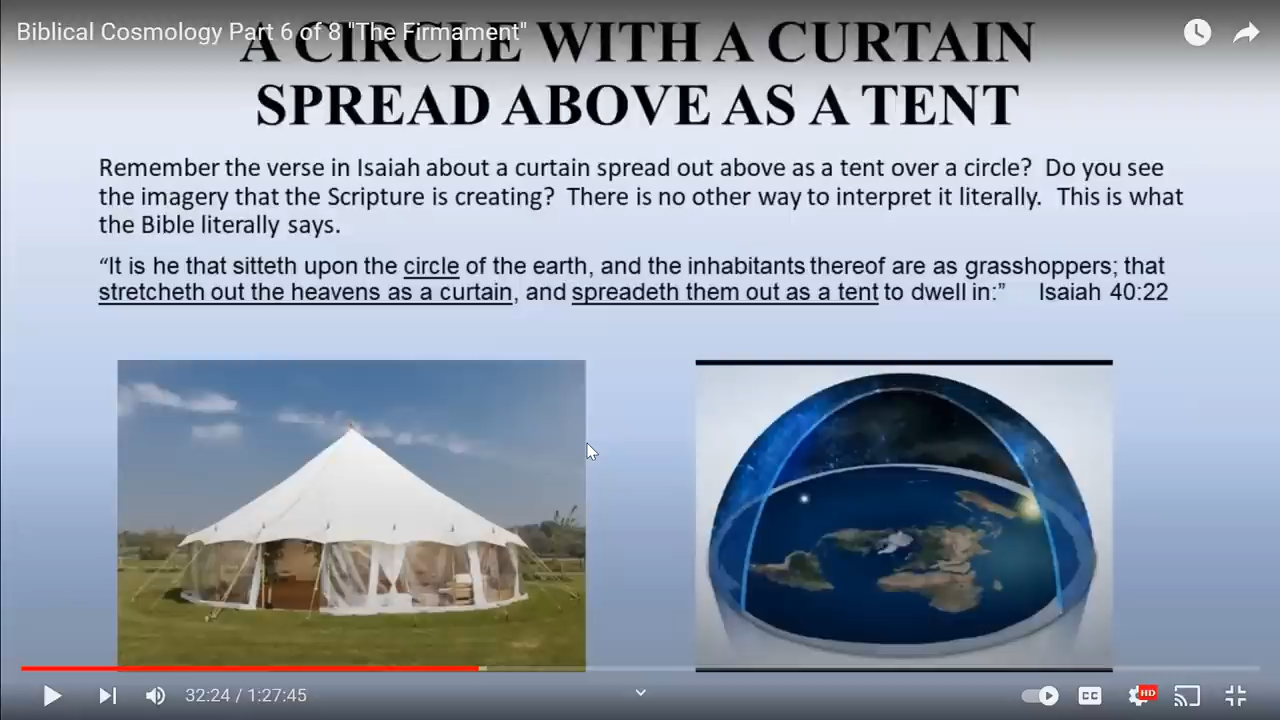 Biblical Cosmology Part 6 of 8 "The Firmament"
A CIRCLE WITH A CURTAIN
SPREAD ABOVE AS A TENT
Remember the verse in Isaiah about a curtain spread out above as a tent over a circle?  Do you see
the imagery that the Scripture is creating?  There is no other way to interpret it literally.  This is what
the Bible literally says.
“It is he that sitteth upon the circle of the earth, and the inhabitants thereof are as grasshoppers; that
stretcheth out the heavens as a curtain, and spreadeth them out as a tent to dwell in:”    Isaiah 40:22
32:24 / 1:27:45
CC
HD